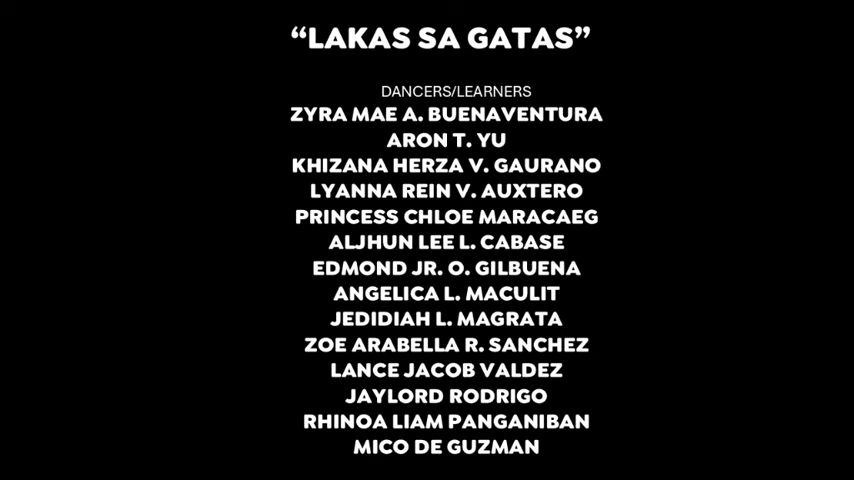 “LAKAS SA GATAS”
DANCERS/LEARNERS
ZYRA MAE A. BUENAVENTURA
ARON T. YU
KHIZANA HERZA V. GAURANO
LYANNA REIN V. AUXTERO
PRINCESS CHLOE MARACAEG
ALJHUN LEE L. CABASE
EDMOND JR. O. GILBUENA
ANGELICA L. MACULIT
JEDIDIAH L. MAGRATA
ZOE ARABELLA R. SANCHEZ
LANCE JACOB VALDEZ
JAYLORD RODRIGO
RHINOA LIAM PANGANIBAN
MICO DE GUZMAN